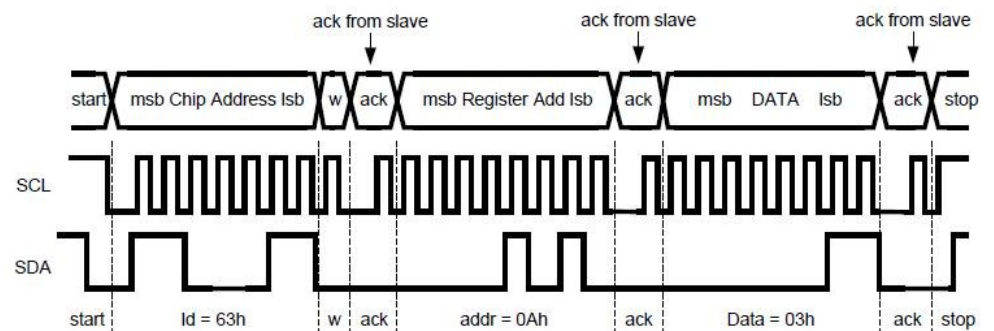 ack from slave ack from slave ack from slave
start msb Chip Address lsb w ack msb Register Add lsb ack msb DATA lsb ack stop
SCL
SDA
start Id = 63h w ack addr = 0Ah ack Data = 03h ack stop